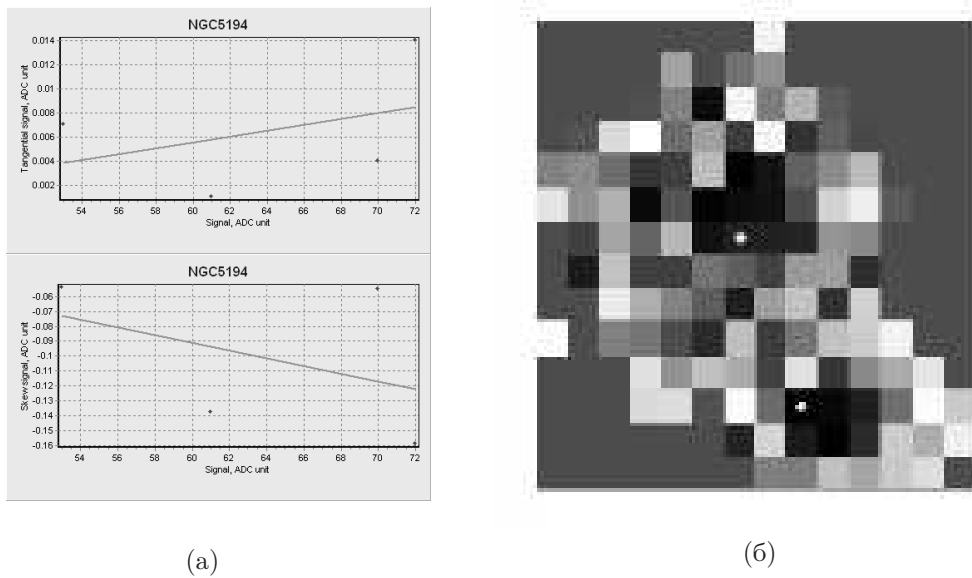 NGC5194
0.014
0.012
0.01
0.008
0.006
0.004
0.002
Tangential signal, ADC unit
54 56 58 60 62 64 66 68 70 72
Signal, ADC unit
NGC5194
-0.06
-0.07
-0.08
-0.09
-0.1
-0.11
-0.12
-0.13
-0.14
-0.15
-0.16
Skew signal, ADC unit
54 56 58 60 62 64 66 68 70 72
Signal, ADC unit
(а)
(б)